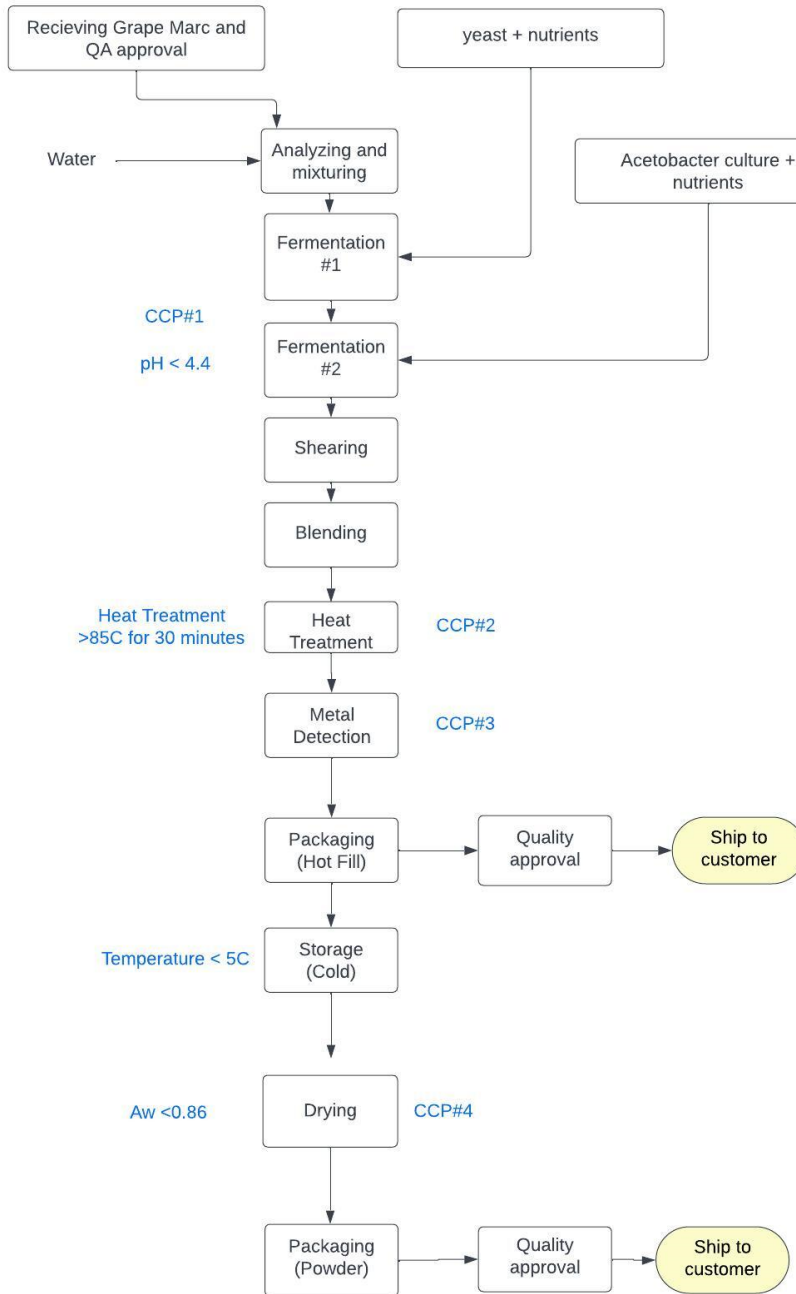 Recieving Grape Marc and
QA approval
yeast + nutrients
Water
Analyzing and
mixturing
Acetobacter culture +
nutrients
Fermentation
#1
CCP#1
pH < 4.4
Fermentation
#2
Shearing
Blending
Heat Treatment
>85C for 30 minutes
Heat
Treatment
CCP#2
Metal
Detection
CCP#3
Packaging
(Hot Fill)
Quality
approval
Ship to
customer
Temperature < 5C
Storage
(Cold)
Aw <0.86
Drying
CCP#4
Packaging
(Powder)
Quality
approval
Ship to
customer